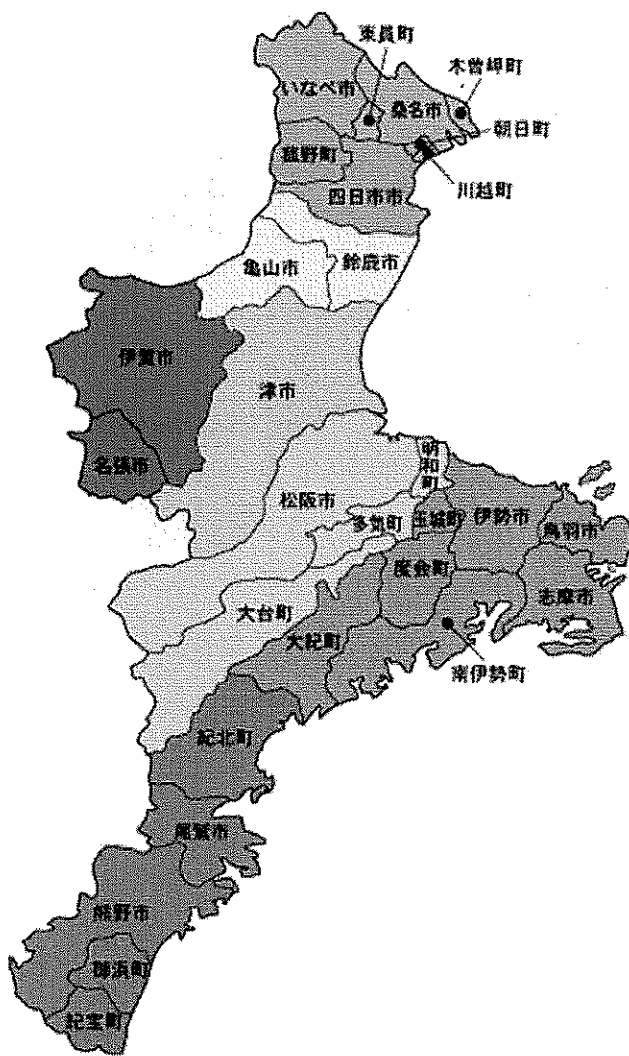 東員町
木曽岬町
いなべ市
桑名市
朝日町
菰野町
川越町
四日市市
亀山市
鈴鹿市
伊賀市
津市
名張市
明和町
松阪市
多気町
玉城町
伊勢市
鳥羽市
度会町
志摩市
大台町
大紀町
南伊勢町
紀北町
尾鷲市
熊野市
御浜町
紀宝町